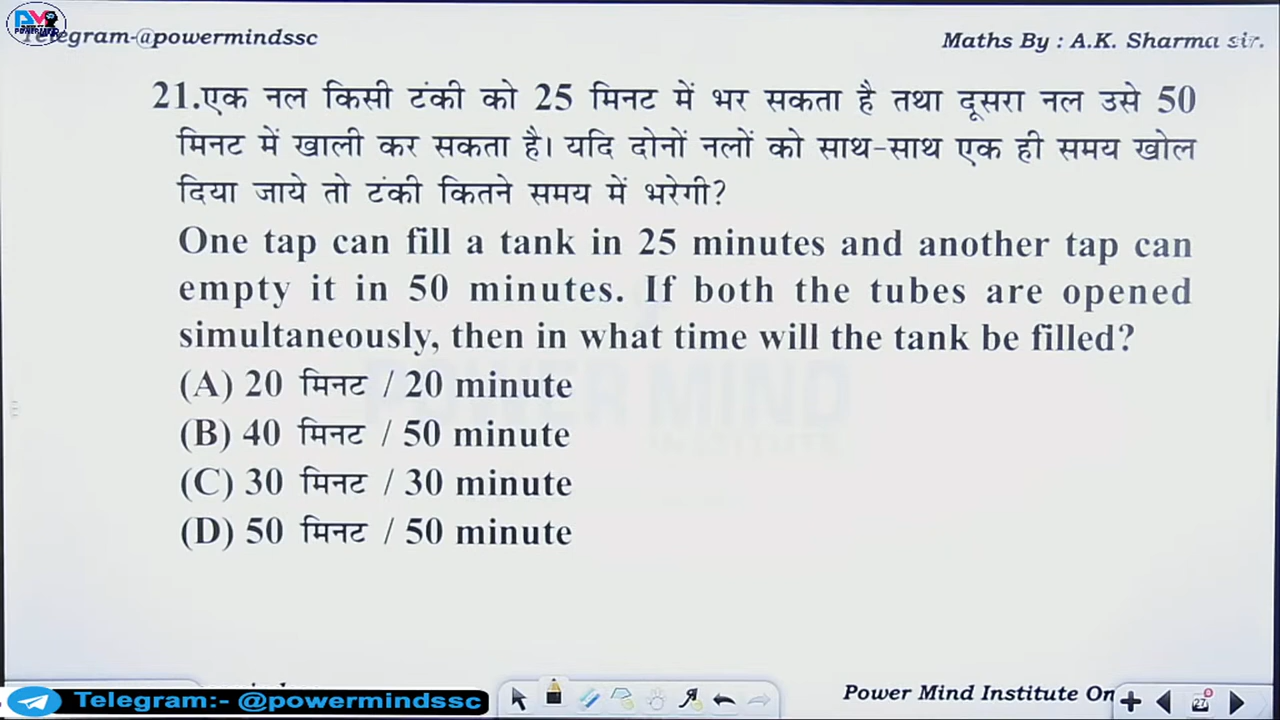 Telegram-@powermindssc
Maths By : A.K. Sharma sir.
21.एक नल किसी टंकी को 25 मिनट में भर सकता है तथा दूसरा नल उसे 50
मिनट में खाली कर सकता है। यदि दोनों नलों को साथ-साथ एक ही समय खोल
दिया जाये तो टंकी कितने समय में भरेगी?
One tap can fill a tank in 25 minutes and another tap can
empty it in 50 minutes. If both the tubes are opened
simultaneously, then in what time will the tank be filled?
(A) 20 मिनट / 20 minute
(B) 40 मिनट / 50 minute
(C) 30 मिनट / 30 minute
(D) 50 मिनट / 50 minute
POWER MIND
INSTITUTE
Telegram:- @powermindssc
Power Mind Institute On
27